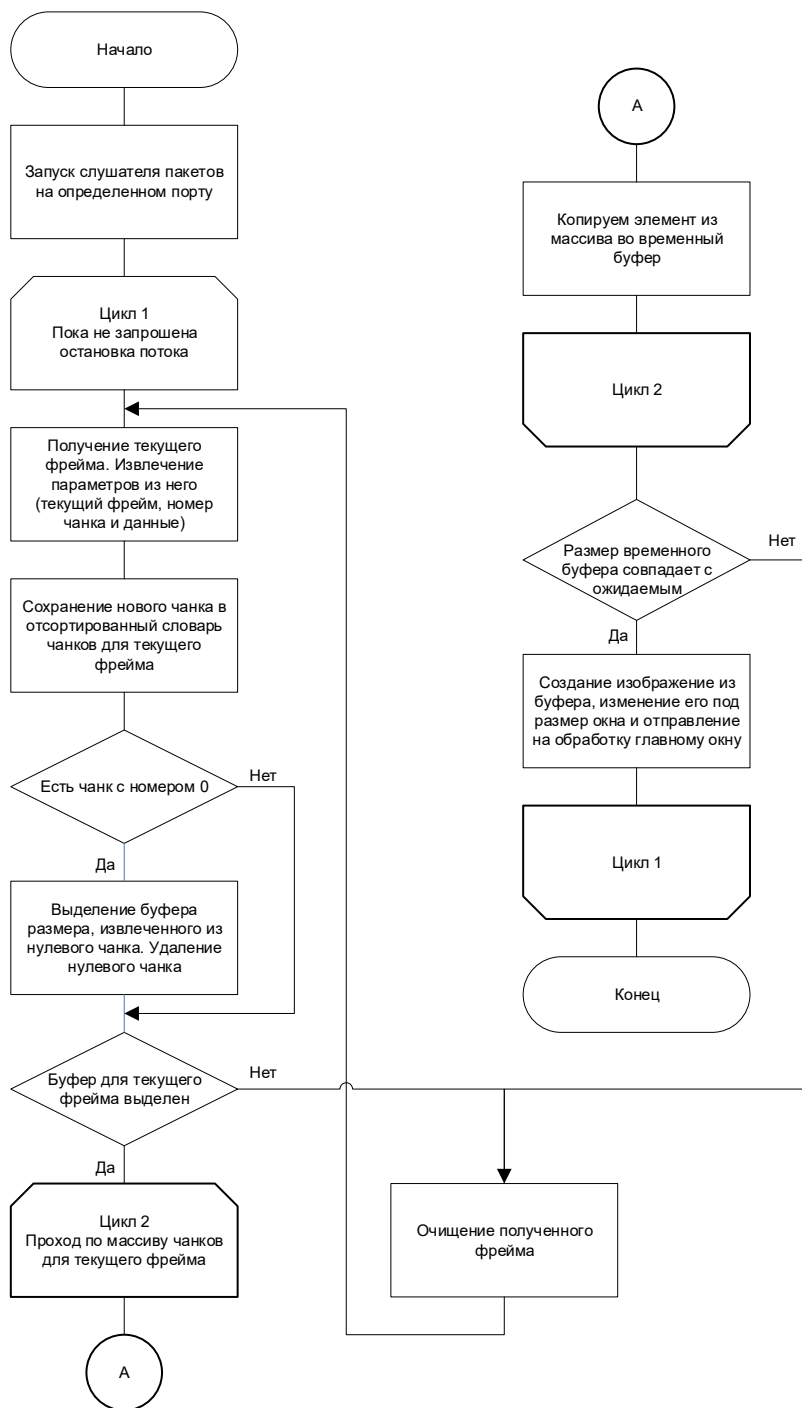 Начало
Запуск слушателя пакетов
на определенном порту
Цикл 1
Пока не запрошена
остановка потока
Получение текущего
фрейма. Извлечение
параметров из него
(текущий фрейм, номер
чанка и данные)
Сохранение нового чанка в
отсортированный словарь
чанков для текущего
фрейма
Есть чанк с номером 0
Нет
Да
Выделение буфера
размера, извлеченного из
нулевого чанка. Удаление
нулевого чанка
Буфер для текущего
фрейма выделен
Нет
Да
Цикл 2
Проход по массиву чанков
для текущего фрейма
А
Очищение полученного
фрейма
А
Копируем элемент из
массива во временный
буфер
Цикл 2
Размер временного
буфера совпадает с
ожидаемым
Нет
Да
Создание изображение из
буфера, изменение его под
размер окна и отправление
на обработку главному окну
Цикл 1
Конец